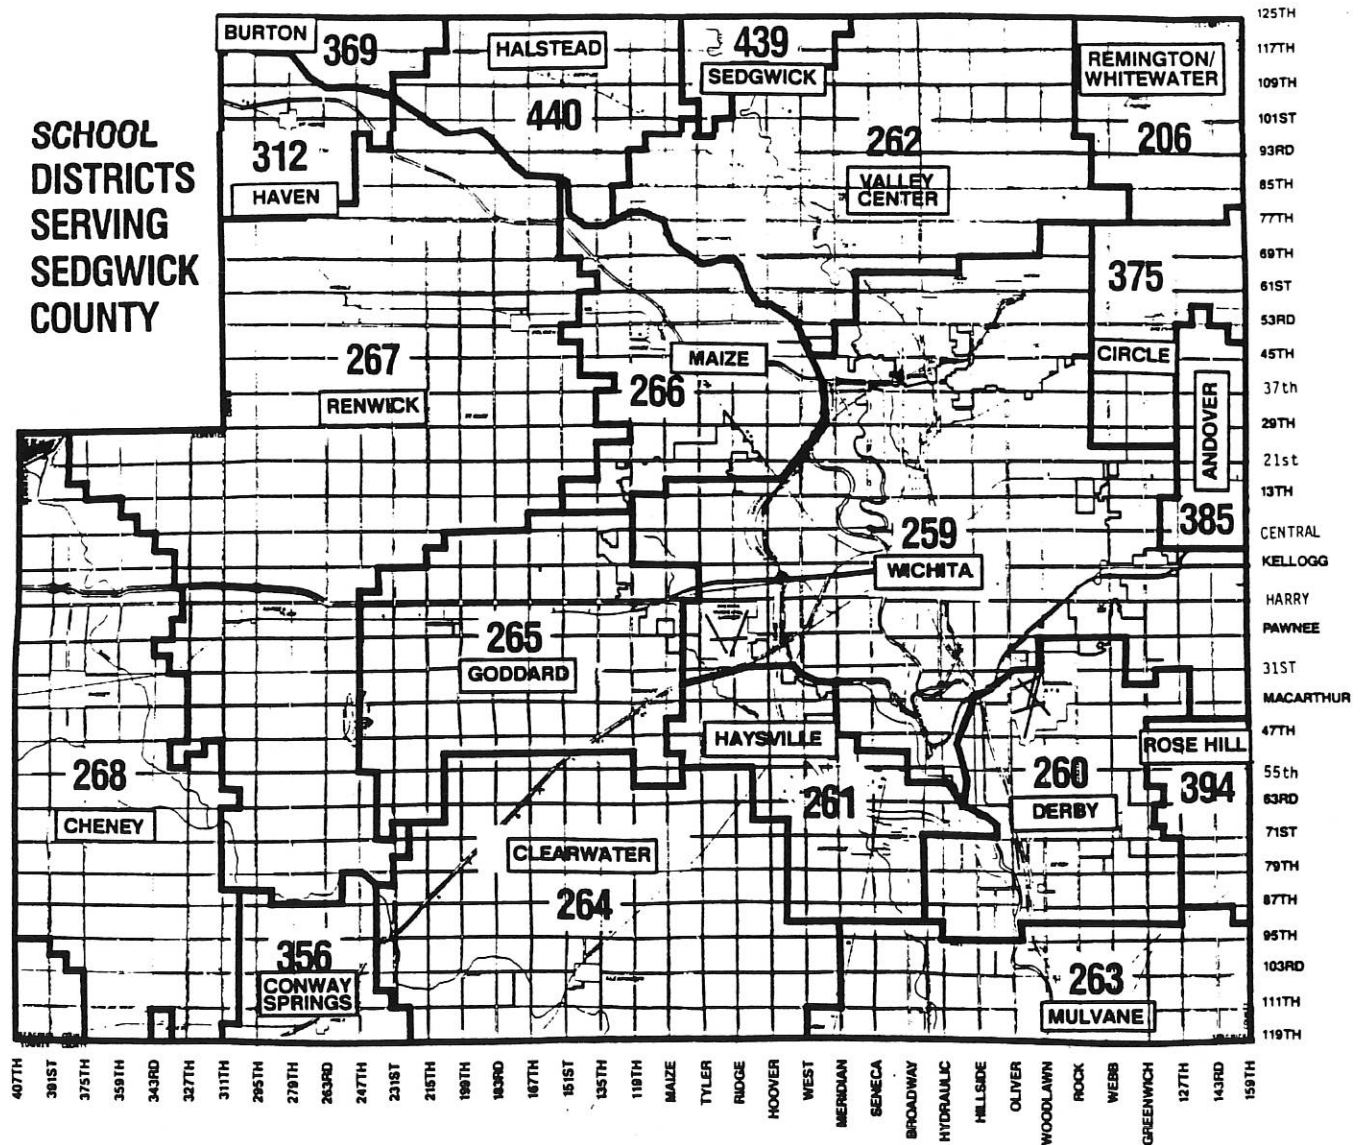 SCHOOL
DISTRICTS
SERVING
SEDGWICK
COUNTY
BURTON
369
HALSTEAD
440
439
SEDGWICK
REMINGTON/
WHITEWATER
206
312
HAVEN
262
VALLEY
CENTER
375
CIRCLE
267
RENWICK
MAIZE
266
ANDOVER
385
259
WICHITA
265
GODDARD
HAYSVILLE
261
268
CHENEY
260
DERBY
ROSE HILL
394
CLEARWATER
264
356
CONWAY
SPRINGS
263
MULVANE
125TH
117TH
109TH
101ST
93RD
85TH
77TH
69TH
61ST
53RD
45TH
37th
29TH
21st
13TH
CENTRAL
KELLOGG
HARRY
PAWNEE
31ST
MACARTHUR
47TH
55th
63RD
71ST
79TH
87TH
95TH
103RD
111TH
119TH
407TH
391ST
375TH
359TH
343RD
327TH
311TH
295TH
279TH
263RD
247TH
231ST
215TH
199TH
183RD
167TH
151ST
135TH
119TH
MAIZE
TYLER
RIDGE
HOOVER
WEST
MERIDIAN
SENECA
BROADWAY
HYDRAULIC
HILLSIDE
OLIVER
WOODLAWN
ROCK
WEBB
GREENWICH
127TH
143RD
159TH